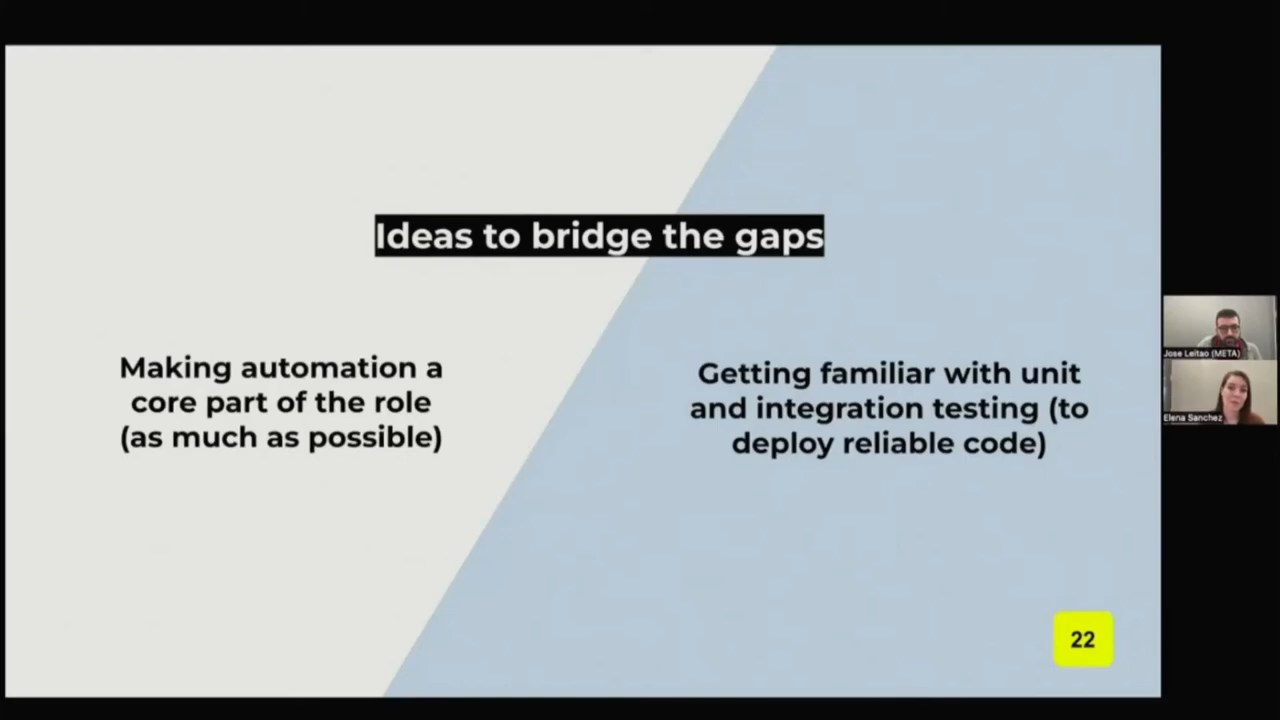 Ideas to bridge the gaps
Making automation a
core part of the role
(as much as possible)
Getting familiar with unit
and integration testing (to
deploy reliable code)
22
Jose Leitao (META)
Elena Sanchez